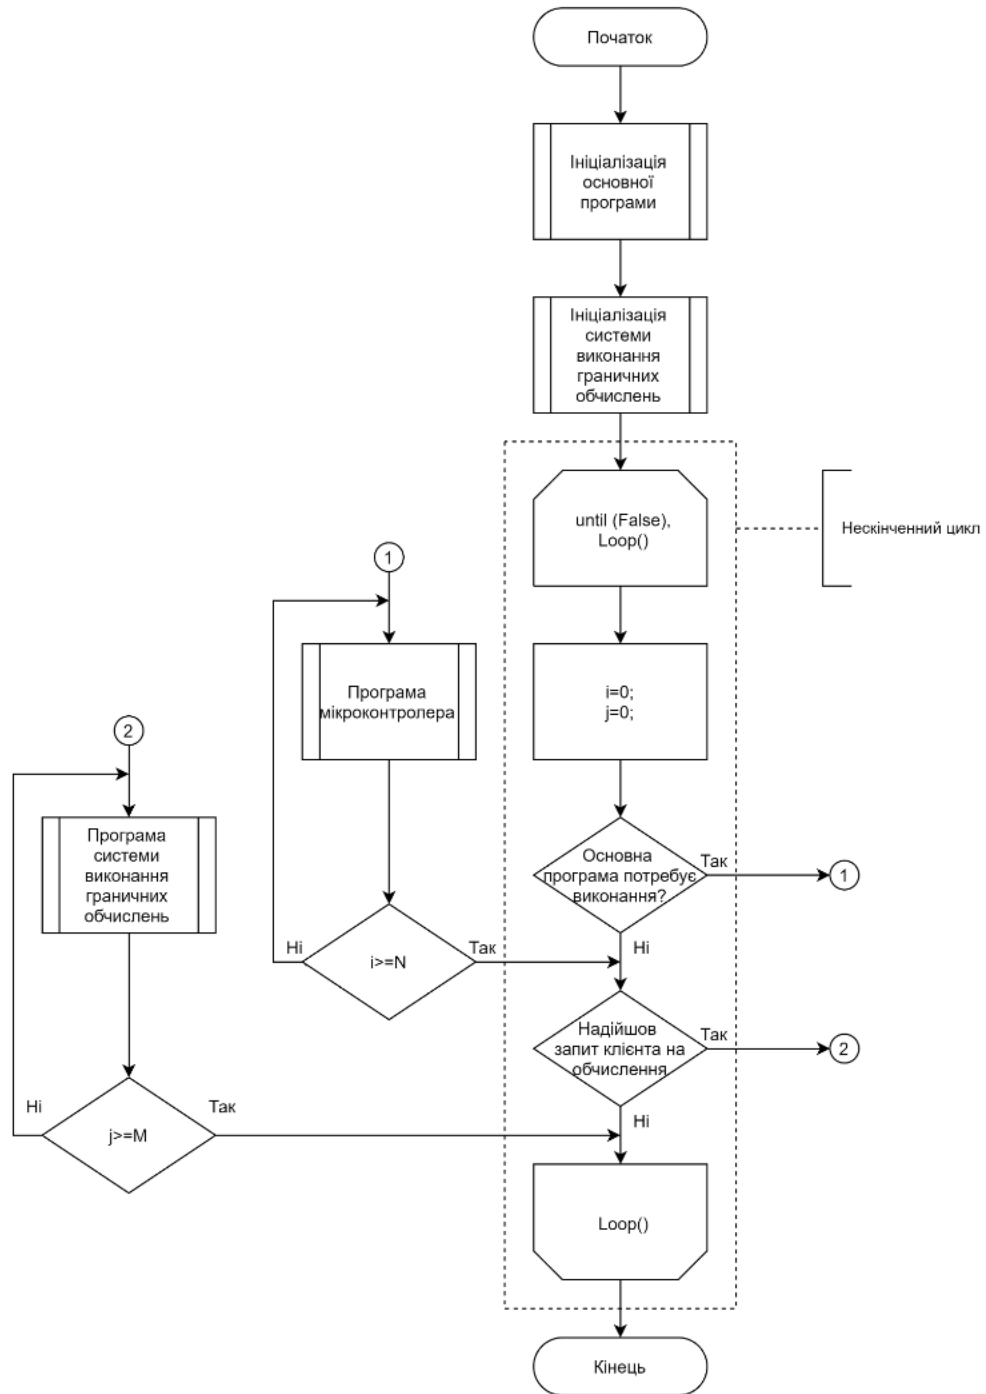 Початок
Ініціалізація
основної
програми
Ініціалізація
системи
виконання
граничних
обчислень
until (False),
Loop()
Нескінченний цикл
i=0;
j=0;
Основна
програма потребує
виконання?
Так
1
Ні
1
Програма
мікроконтролера
i>=N
Ні
Так
Надійшов
запит клієнта на
обчислення
Так
2
Ні
2
Програма
системи
виконання
граничних
обчислень
j>=M
Ні
Так
Loop()
Кінець